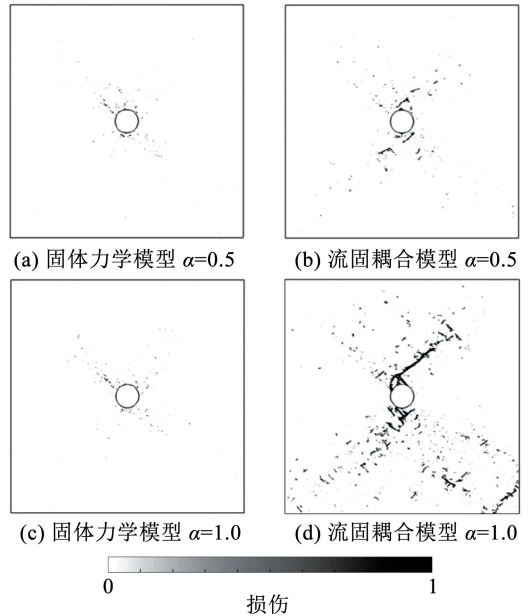 (a) 固体力学模型 α=0.5
(b) 流固耦合模型 α=0.5
(c) 固体力学模型 α=1.0
(d) 流固耦合模型 α=1.0
0 1
损伤